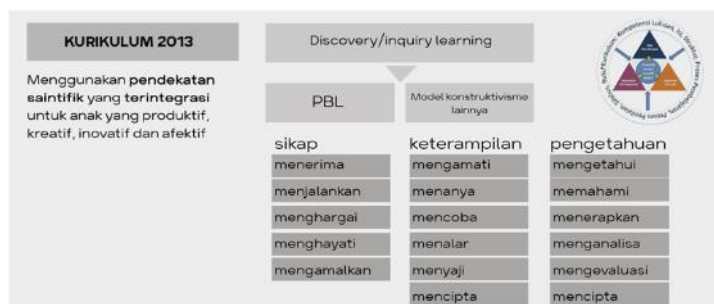 KURIKULUM 2013
Menggunakan pendekatan
saintifik yang terintegrasi
untuk anak yang produktif,
kreatif, inovatif dan afektif
Discovery/inquiry learning
PBL
Model konstruktivisme
lainnya
sikap
menerima
menjalankan
menghargai
menghayati
mengamalkan
keterampilan
mengamati
menanya
mencoba
menalar
menyaji
mencipta
pengetahuan
mengetahui
memahami
menerapkan
menganalisa
mengevaluasi
mencipta